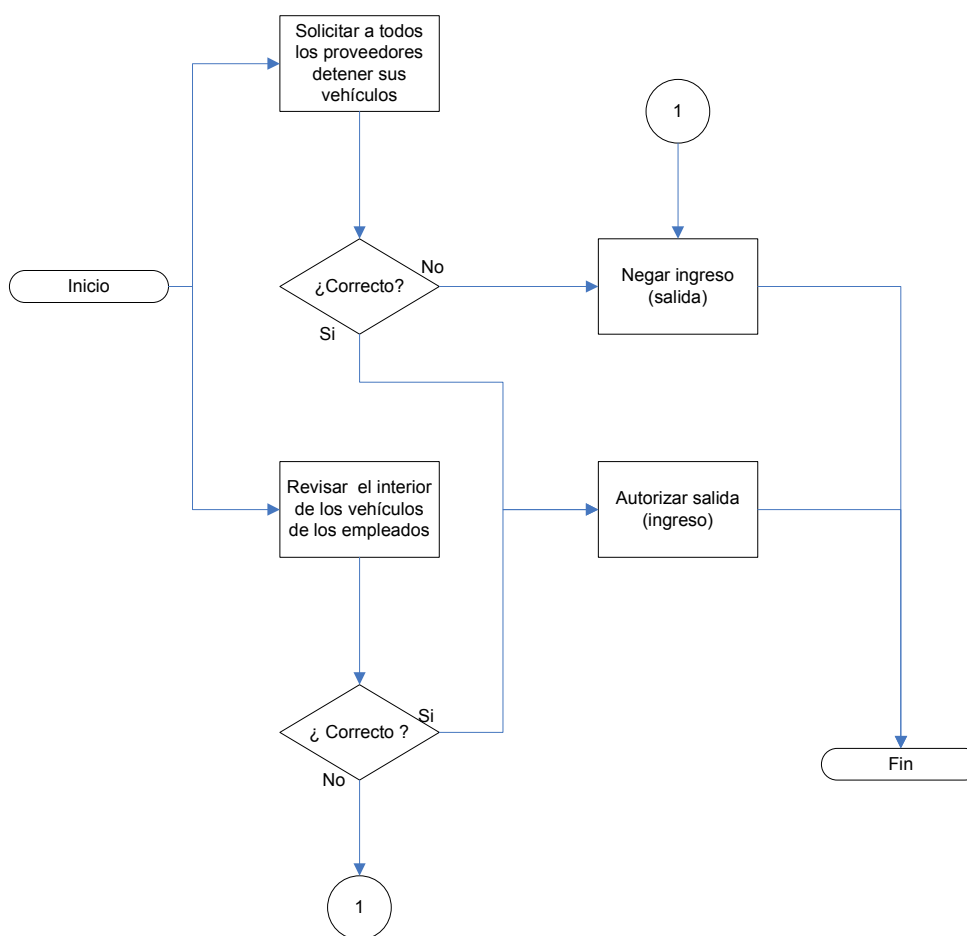 Solicitar a todos
los proveedores
detener sus
vehículos
1
Inicio
¿Correcto?
No
Si
Negar ingreso
(salida)
Revisar el interior
de los vehículos
de los empleados
Autorizar salida
(ingreso)
¿ Correcto ?
Si
No
Fin
1